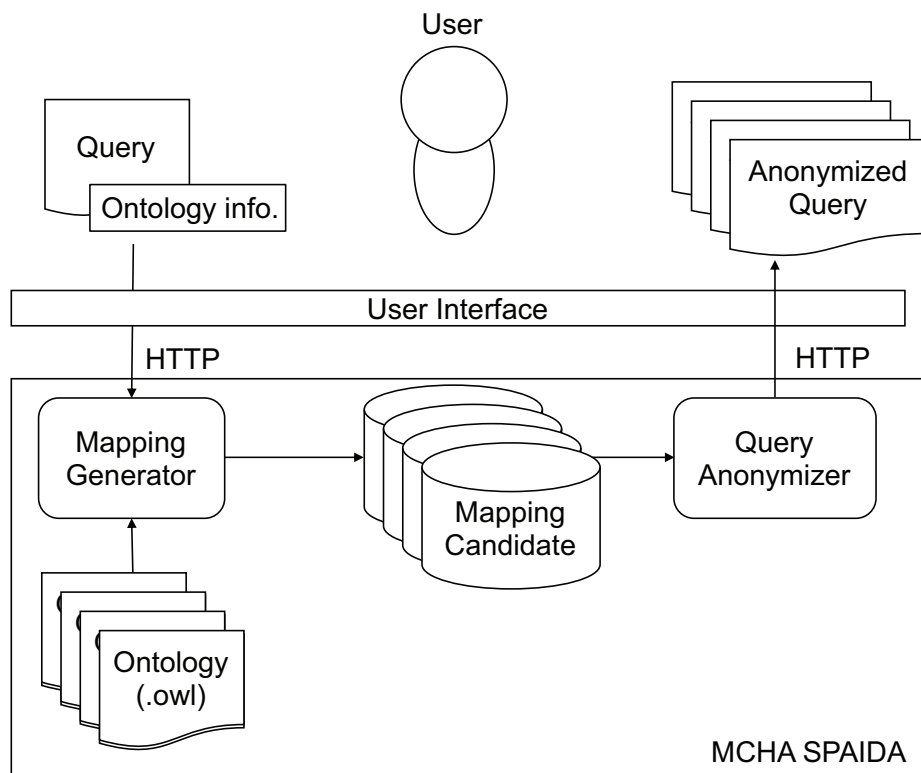 User
Query
Ontology info.
Anonymized
Query
User Interface
HTTP
HTTP
Mapping
Generator
Mapping
Candidate
Query
Anonymizer
Ontology
(.owl)
MCHA SPAIDA